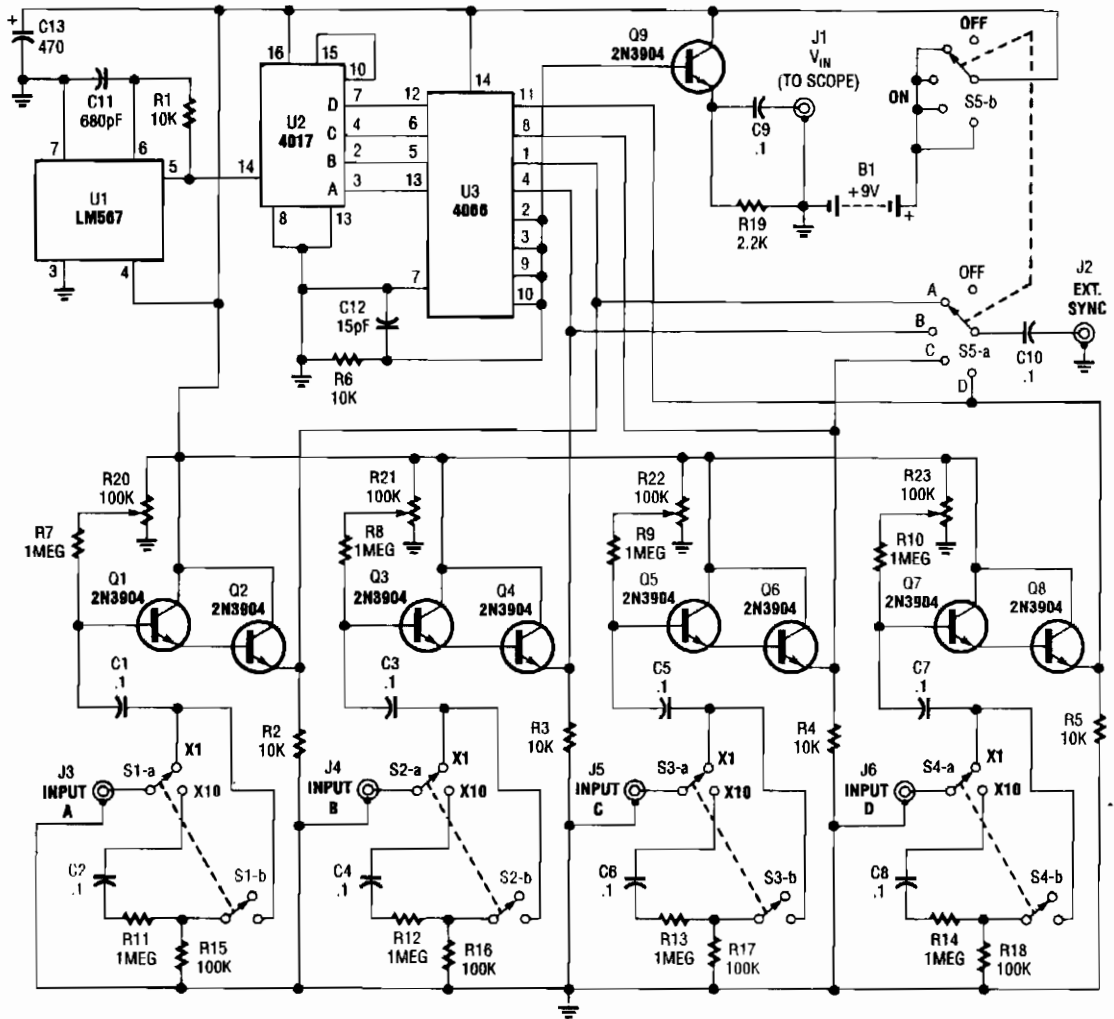 + C13
470
C11
680pF
R1
10K
7
6
5
U1
LM567
3
4
16
15
10
14
U2
4017
D
7
C
4
B
2
A
3
8
13
12
6
5
13
14
U3
4066
7
11
8
1
4
2
3
9
10
C12
15pF
R6
10K
Q9
2N3904
J1
VIN
(TO SCOPE)
C9
.1
R19
2.2K
B1
+9V
+
OFF
ON
S5-b
OFF
A
B
C
D
S5-a
C10
.1
J2
EXT.
SYNC
R20
100K
R7
1MEG
Q1
2N3904
Q2
2N3904
C1
.1
R2
10K
J3
INPUT
A
S1-a
X1
X10
C2
.1
S1-b
R11
1MEG
R15
100K
R21
100K
R8
1MEG
Q3
2N3904
Q4
2N3904
C3
.1
R3
10K
J4
INPUT
B
S2-a
X1
X10
C4
.1
S2-b
R12
1MEG
R16
100K
R22
100K
R9
1MEG
Q5
2N3904
Q6
2N3904
C5
.1
R4
10K
J5
INPUT
C
S3-a
X1
X10
C6
.1
S3-b
R13
1MEG
R17
100K
R23
100K
R10
1MEG
Q7
2N3904
Q8
2N3904
C7
.1
R5
10K
J6
INPUT
D
S4-a
X1
X10
C8
.1
S4-b
R14
1MEG
R18
100K